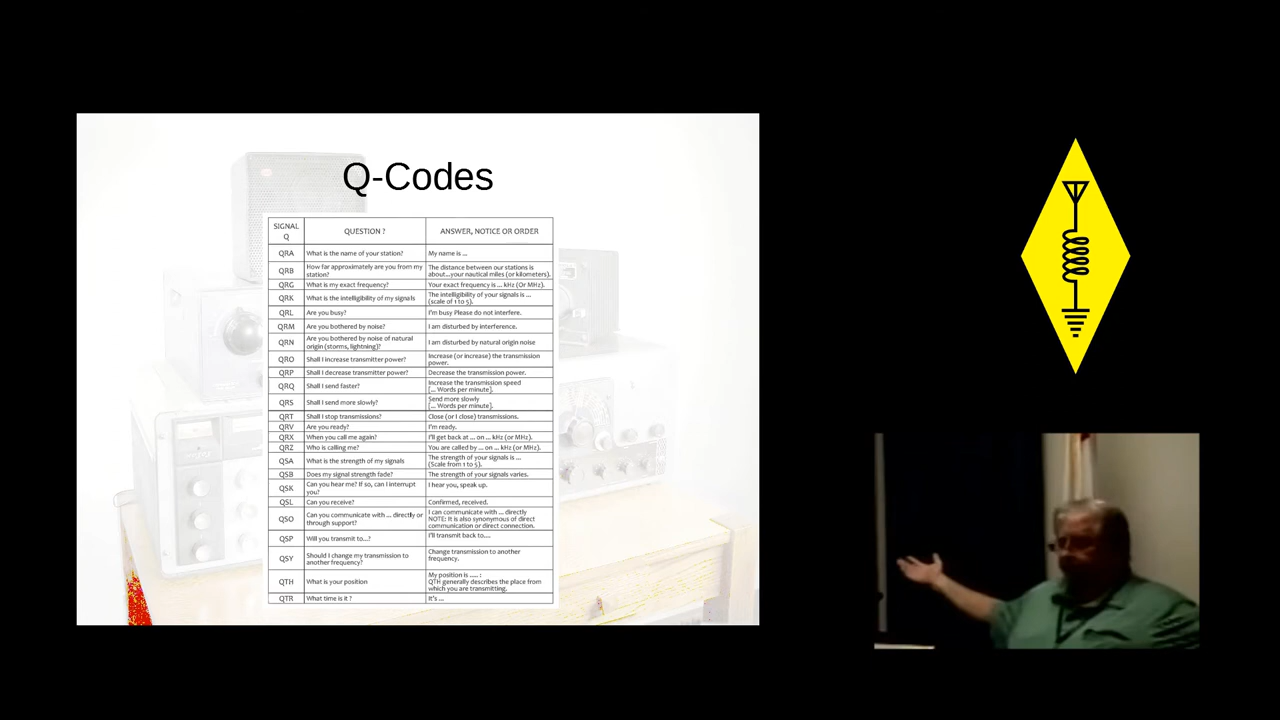 Q-Codes
SIGNAL
Q
QUESTION ?
ANSWER, NOTICE OR ORDER
QRA
What is the name of your station?
My name is ...
QRB
How far approximately are you from my
station?
The distance between our stations is
about...your nautical miles (or kilometers).
QRG
What is my exact frequency?
Your exact frequency is ... kHz (Or MHz).
QRK
What is the intelligibility of my signals
The intelligibility of your signals is ...
(scale of 1 to 5).
QRL
Are you busy?
I'm busy Please do not interfere.
QRM
Are you bothered by noise?
I am disturbed by interference.
QRN
Are you bothered by noise of natural
origin (storms, lightning)?
I am disturbed by natural origin noise
QRO
Shall I increase transmitter power?
Increase (or increase) the transmission
power.
QRP
Shall I decrease transmitter power?
Decrease the transmission power.
QRQ
Shall I send faster?
Increase the transmission speed
[... Words per minute].
QRS
Shall I send more slowly?
Send more slowly
[... Words per minute].
QRT
Shall I stop transmissions?
Close (or I close) transmissions.
QRV
Are you ready?
I'm ready.
QRX
When you call me again?
I'll get back at ... on ... kHz (or MHz).
QRZ
Who is calling me?
You are called by ... on ... kHz (or MHz).
QSA
What is the strength of my signals
The strength of your signals is ...
(Scale from 1 to 5).
QSB
Does my signal strength fade?
The strength of your signals varies.
QSK
Can you hear me? If so, can I interrupt
you?
I hear you, speak up.
QSL
Can you receive?
Confirmed, received.
QSO
Can you communicate with ... directly or
through support?
I can communicate with ... directly
NOTE: It is also synonymous of direct
communication or direct connection.
QSP
Will you transmit to...?
I'll transmit back to....
QSY
Should I change my transmission to
another frequency?
Change transmission to another
frequency.
QTH
What is your position
My position is ..... :
QTH generally describes the place from
which you are transmitting.
QTR
What time is it ?
It's ...